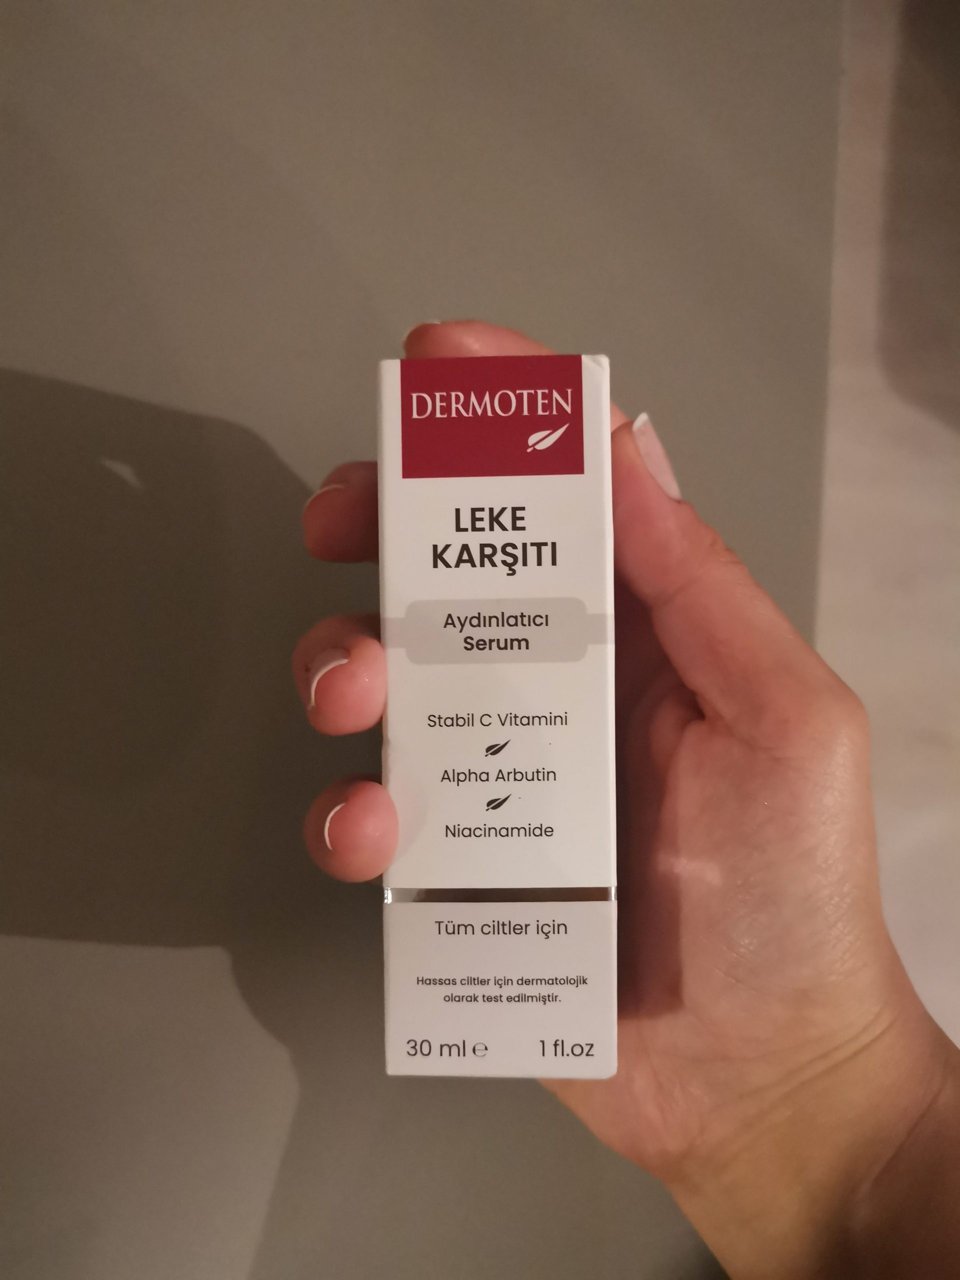 DERMOTEN
LEKE
KARŞITI
Aydınlatıcı
Serum
Stabil C Vitamini
Alpha Arbutin
Niacinamide
Tüm ciltler için
Hassas ciltler için dermatolojik
olarak test edilmiştir.
30 ml ℮ 1 fl.oz